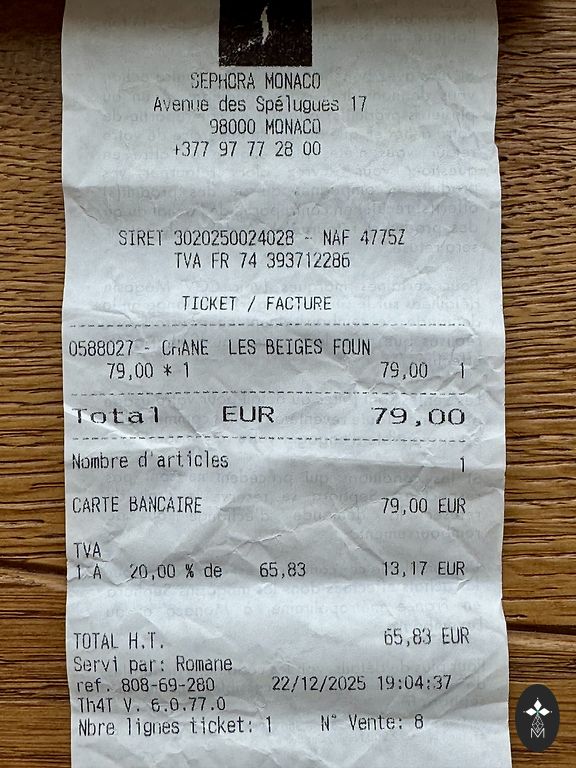 SEPHORA MONACO
Avenue des Spélugues 17
98000 MONACO
+377 97 77 28 00
SIRET 3020250024028 - NAF 4775Z
TVA FR 74 393712286
TICKET / FACTURE
0588027 - CHANE LES BEIGES FOUN
79,00 * 1 79,00 1
Total EUR 79,00
Nombre d'articles 1
CARTE BANCAIRE 79,00 EUR
TVA
1 A 20,00 % de 65,83 13,17 EUR
TOTAL H.T. 65,83 EUR
Servi par: Romane
ref. 808-69-280 22/12/2025 19:04:37
Th4T V. 6.0.77.0
Nbre lignes ticket: 1 N° Vente: 8
M